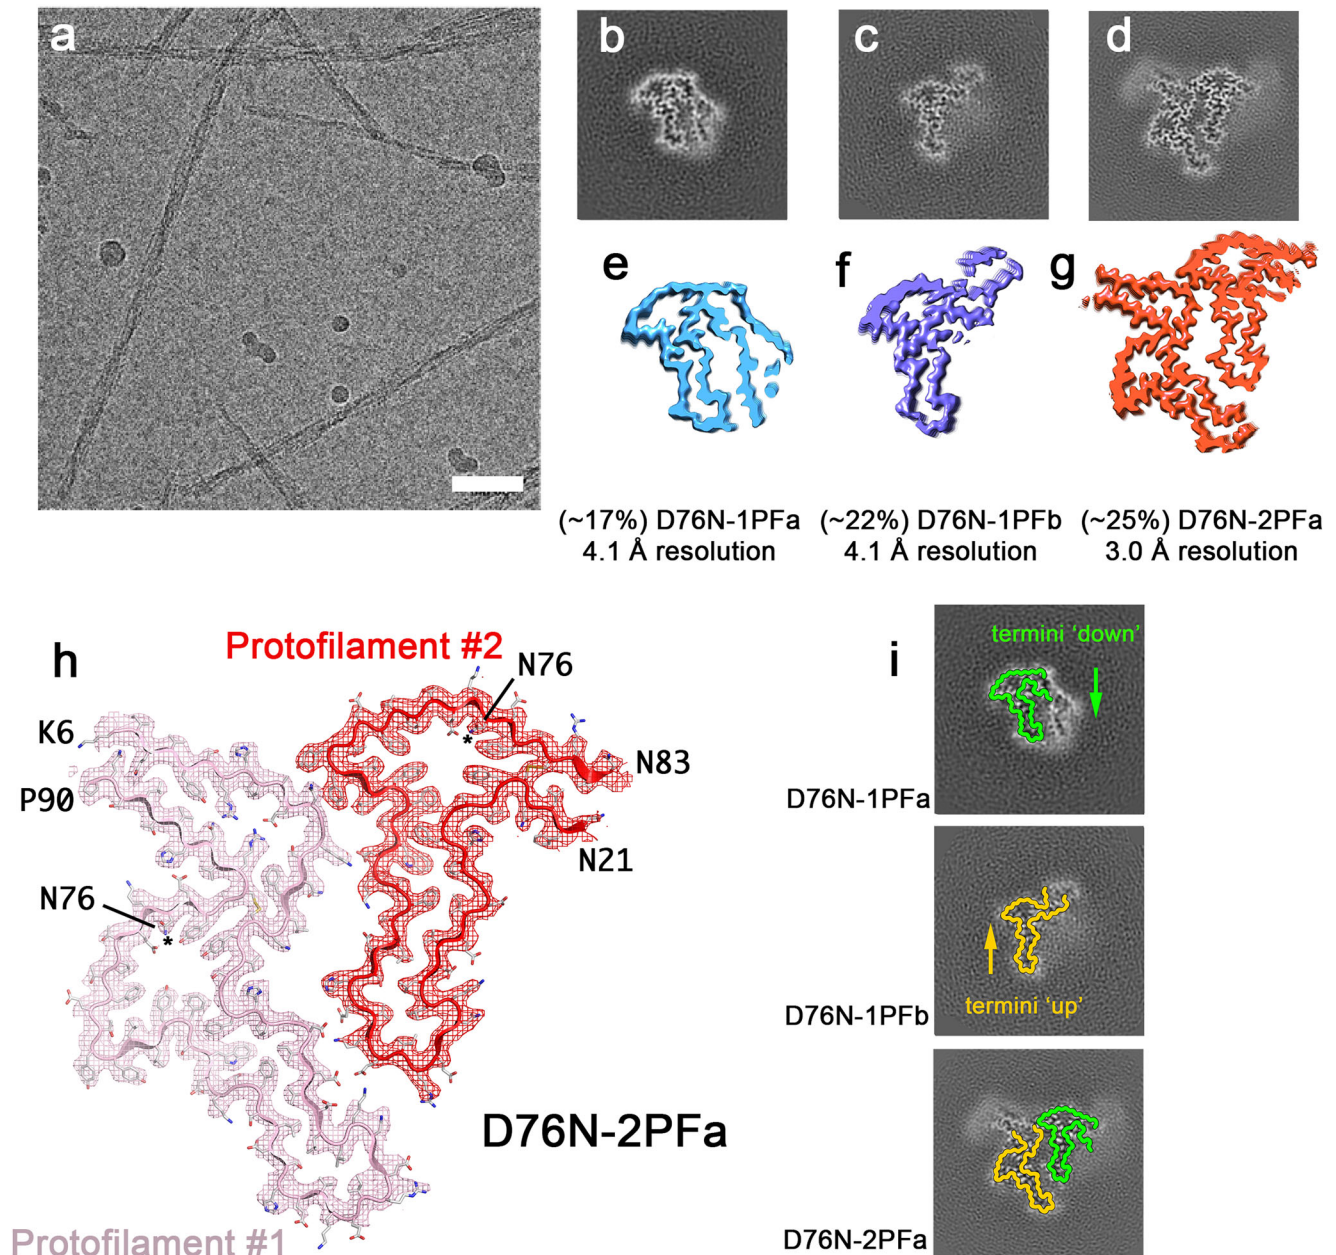 a
b
c
d
e
f
g
(~17%) D76N-1PFa
4.1 Å resolution
(~22%) D76N-1PFb
4.1 Å resolution
(~25%) D76N-2PFa
3.0 Å resolution
h
Protofilament #2
N76
*
K6
P90
N83
N21
N76
*
D76N-2PFa
Protofilament #1
i
termini 'down'
D76N-1PFa
termini 'up'
D76N-1PFb
D76N-2PFa